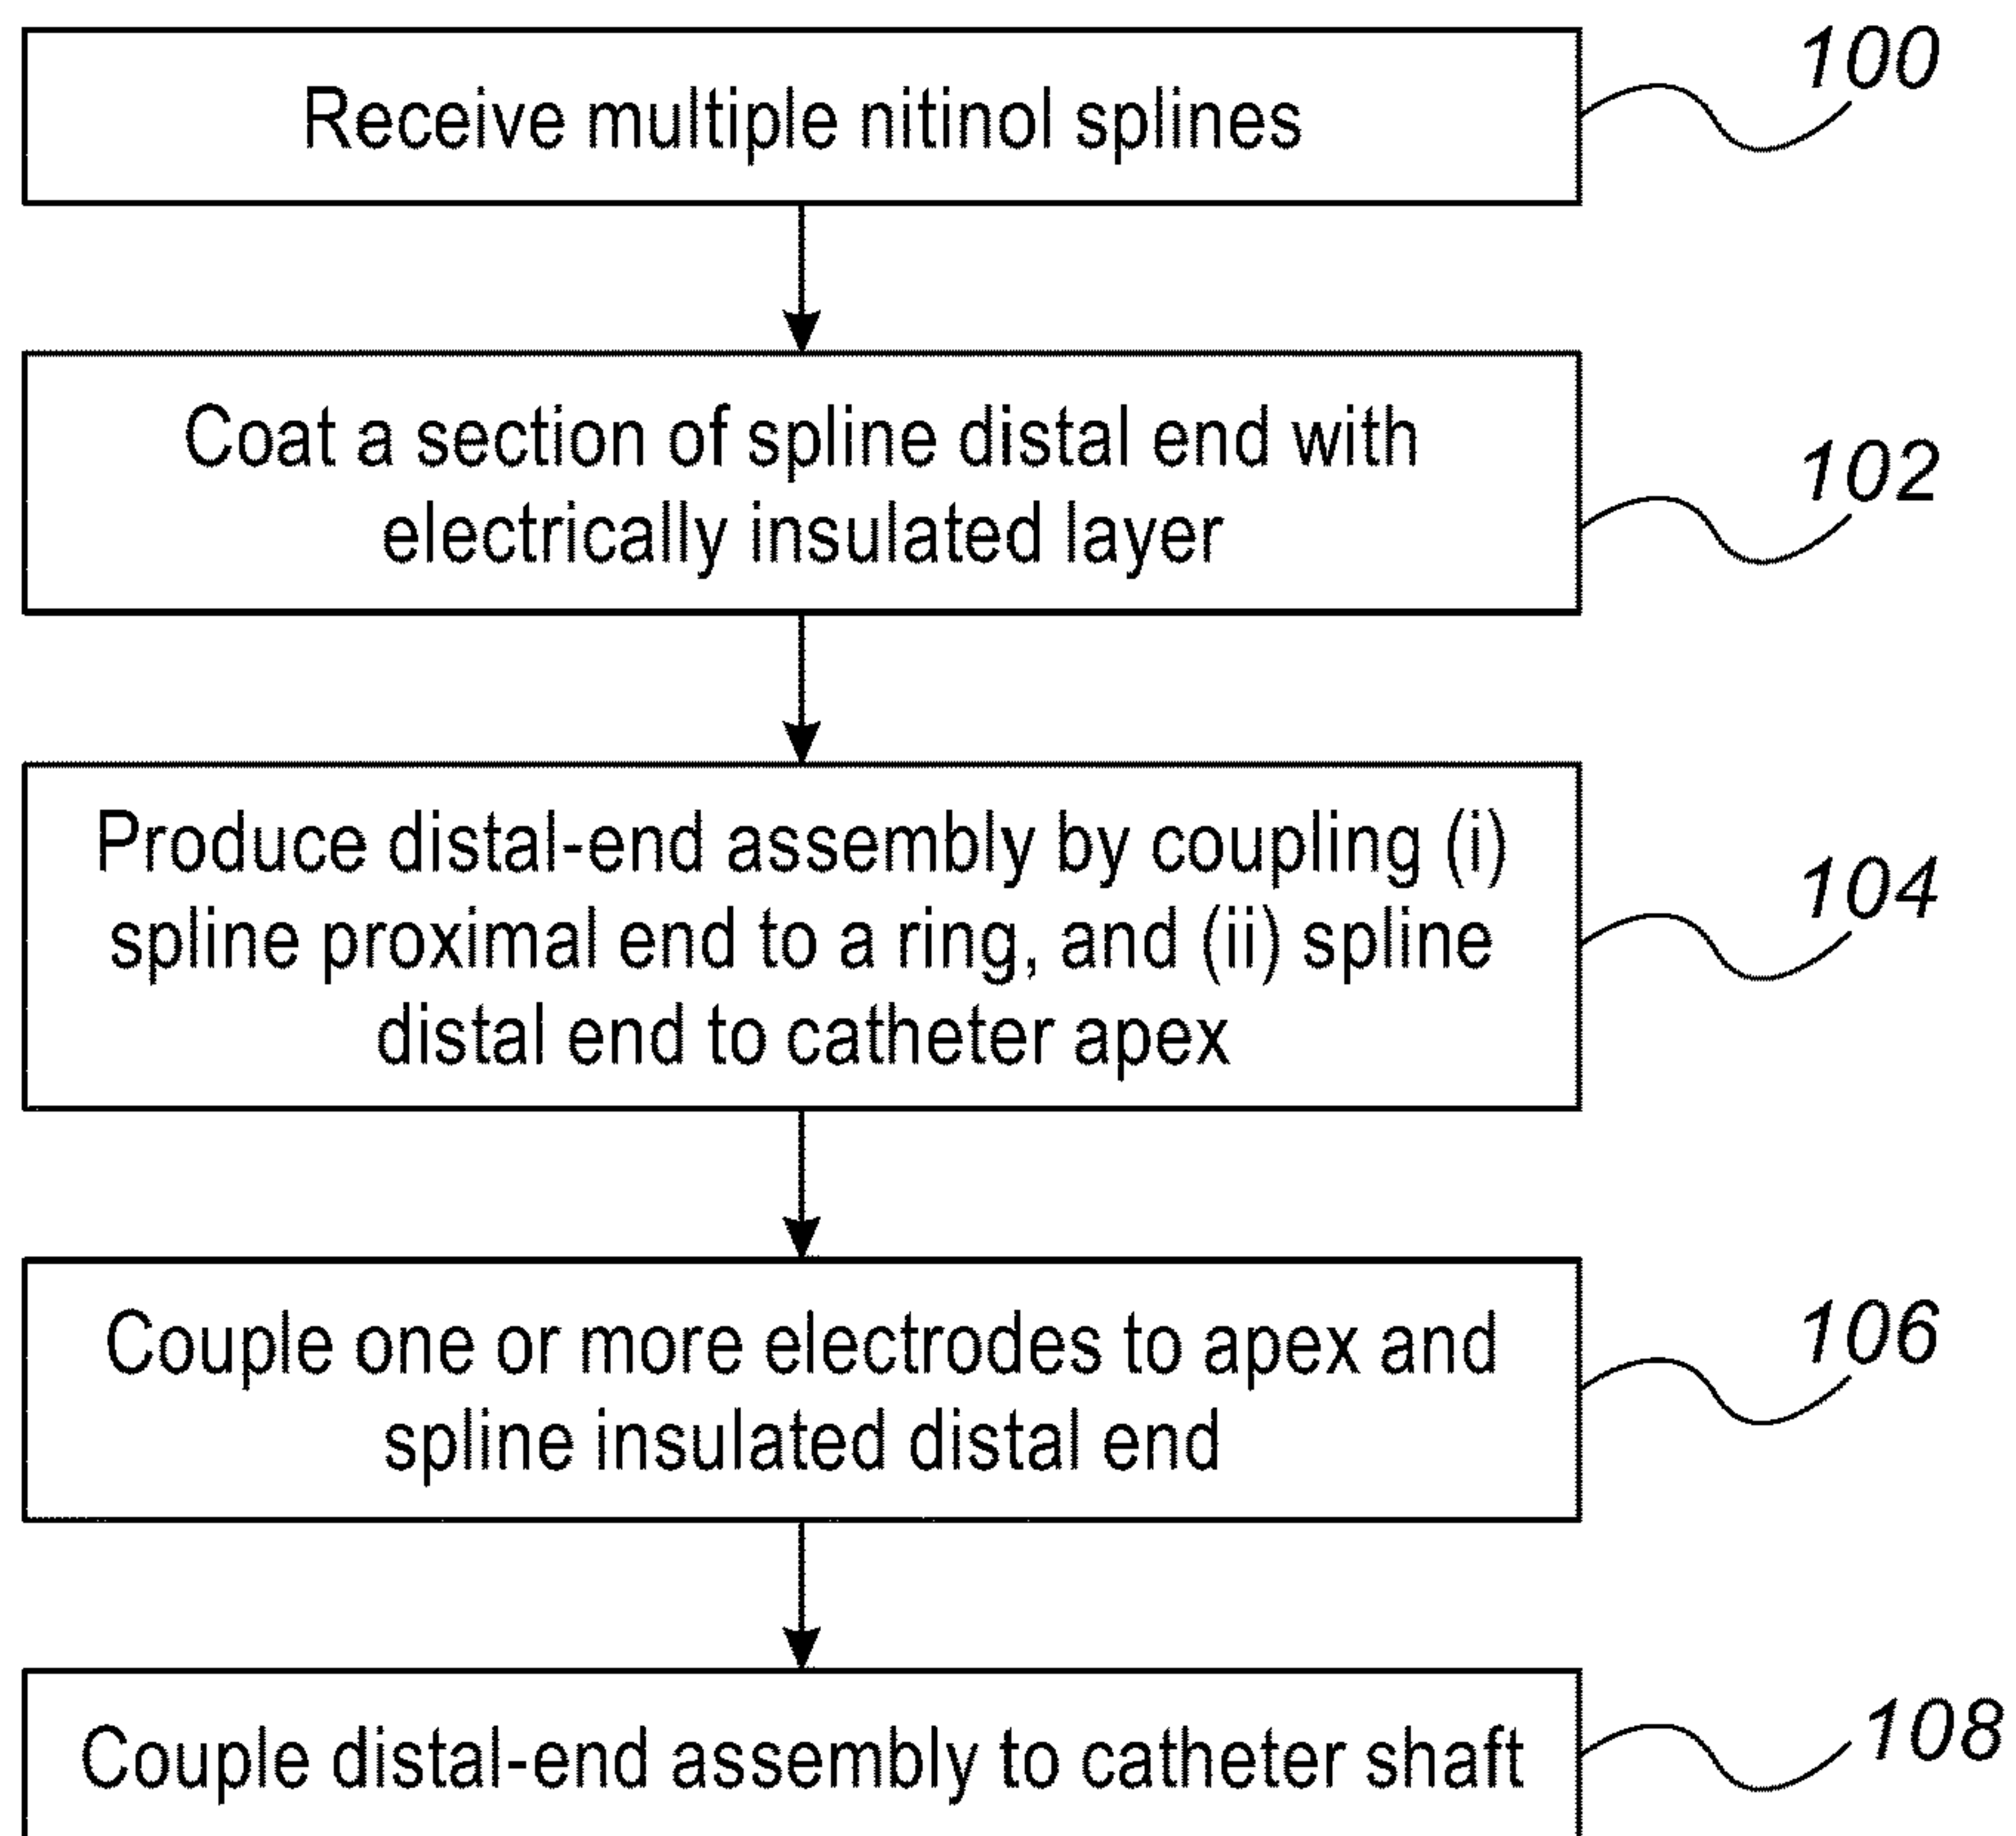 Receive multiple nitinol splines
100
Coat a section of spline distal end with
electrically insulated layer
102
Produce distal-end assembly by coupling (i)
spline proximal end to a ring, and (ii) spline
distal end to catheter apex
104
Couple one or more electrodes to apex and
spline insulated distal end
106
Couple distal-end assembly to catheter shaft
108